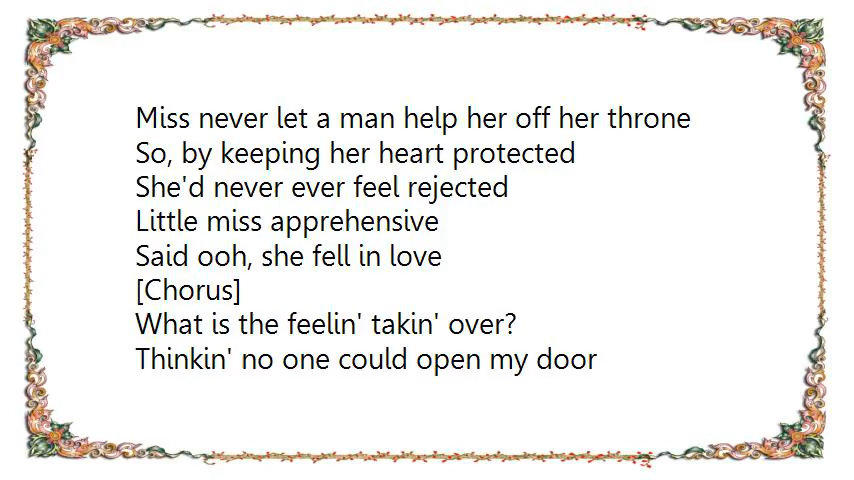 Miss never let a man help her off her throne
So, by keeping her heart protected
She'd never ever feel rejected
Little miss apprehensive
Said ooh, she fell in love
[Chorus]
What is the feelin' takin' over?
Thinkin' no one could open my door